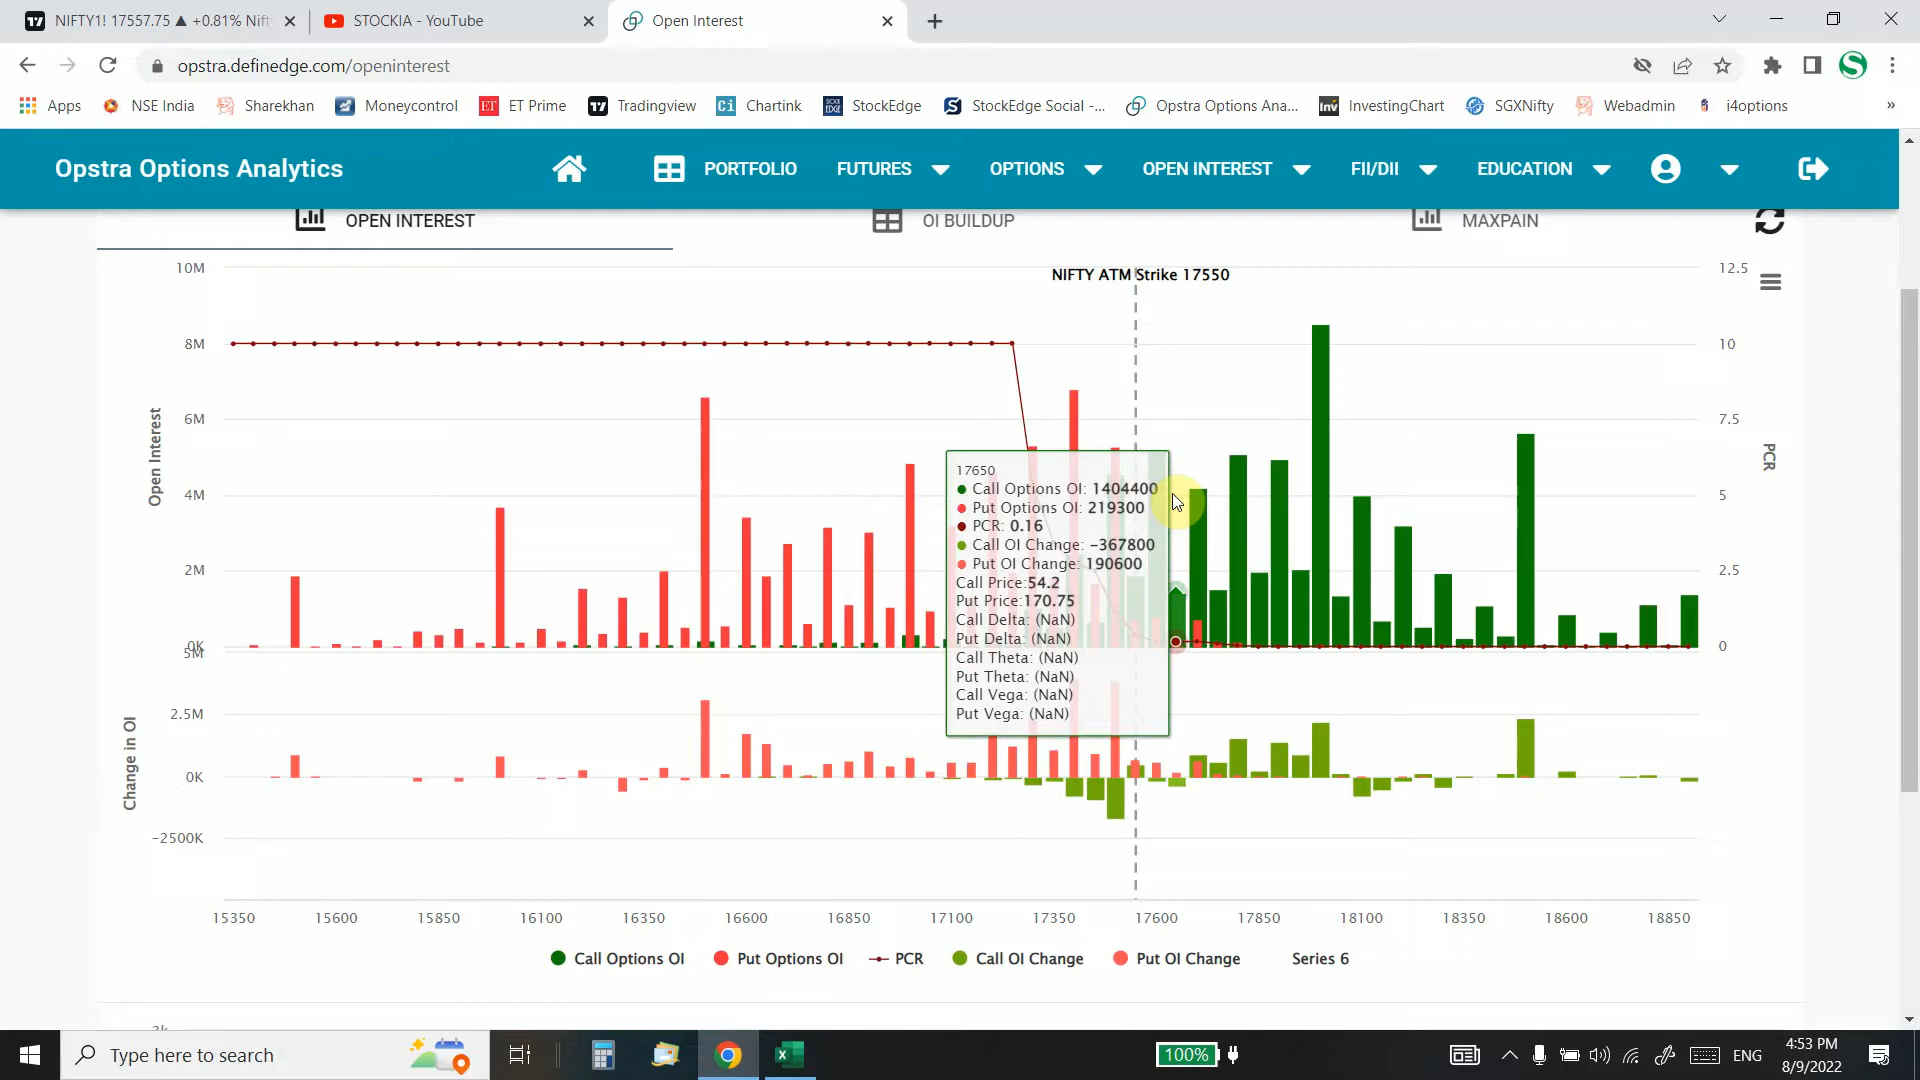 NIFTY1! 17557.75 ▲ +0.81% Nift
STOCKIA - YouTube
Open Interest
opstra.definedge.com/openinterest
Apps
NSE India
Sharekhan
Moneycontrol
ET Prime
Tradingview
Chartink
StockEdge
StockEdge Social -...
Opstra Options Ana...
InvestingChart
SGXNifty
Webadmin
i4options
»
Opstra Options Analytics
PORTFOLIO
FUTURES
OPTIONS
OPEN INTEREST
FII/DII
EDUCATION
OPEN INTEREST
OI BUILDUP
MAXPAIN
NIFTY ATM Strike 17550
10M
8M
6M
4M
2M
0K
Open Interest
12.5
10
7.5
5
2.5
0
PCR
17650
Call Options OI: 1404400
Put Options OI: 219300
PCR: 0.16
Call OI Change: −367800
Put OI Change: 190600
Call Price:54.2
Put Price:170.75
Call Delta: (NaN)
Put Delta: (NaN)
Call Theta: (NaN)
Put Theta: (NaN)
Call Vega: (NaN)
Put Vega: (NaN)
5M
2.5M
0K
−2500K
Change in OI
15350 15600 15850 16100 16350 16600 16850 17100 17350 17600 17850 18100 18350 18600 18850
Call Options OI Put Options OI PCR Call OI Change Put OI Change Series 6
3k
Type here to search
100%
ENG
4:53 PM
8/9/2022